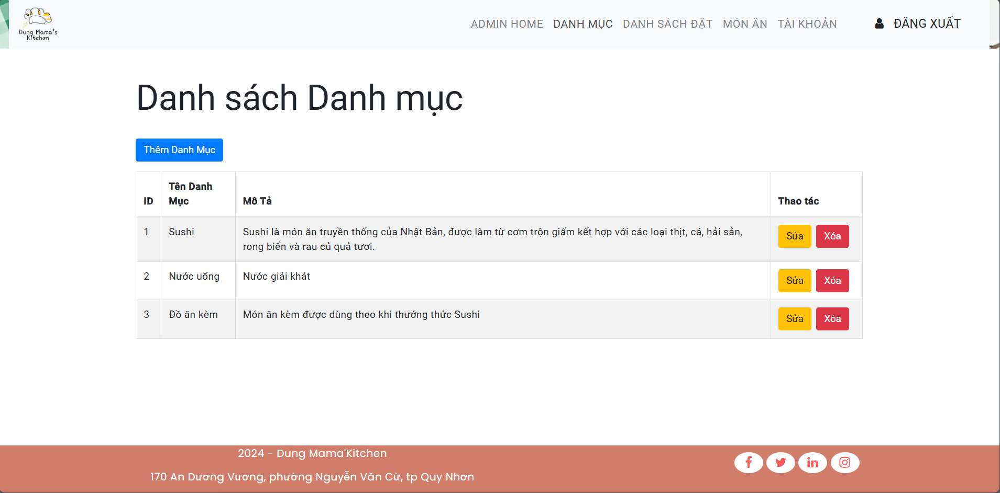 Dung Mama's
Kitchen
ADMIN HOME DANH MỤC DANH SÁCH ĐẶT MÓN ĂN TÀI KHOẢN ĐĂNG XUẤT
Danh sách Danh mục
Thêm Danh Mục
ID Tên Danh Mục Mô Tả Thao tác
1 Sushi Sushi là món ăn truyền thống của Nhật Bản, được làm từ cơm trộn giấm kết hợp với các loại thịt, cá, hải sản,
rong biển và rau củ quả tươi. Sửa Xóa
2 Nước uống Nước giải khát Sửa Xóa
3 Đồ ăn kèm Món ăn kèm được dùng theo khi thướng thức Sushi Sửa Xóa
2024 - Dung Mama'Kitchen
170 An Dương Vương, phường Nguyễn Văn Cừ, tp Quy Nhơn